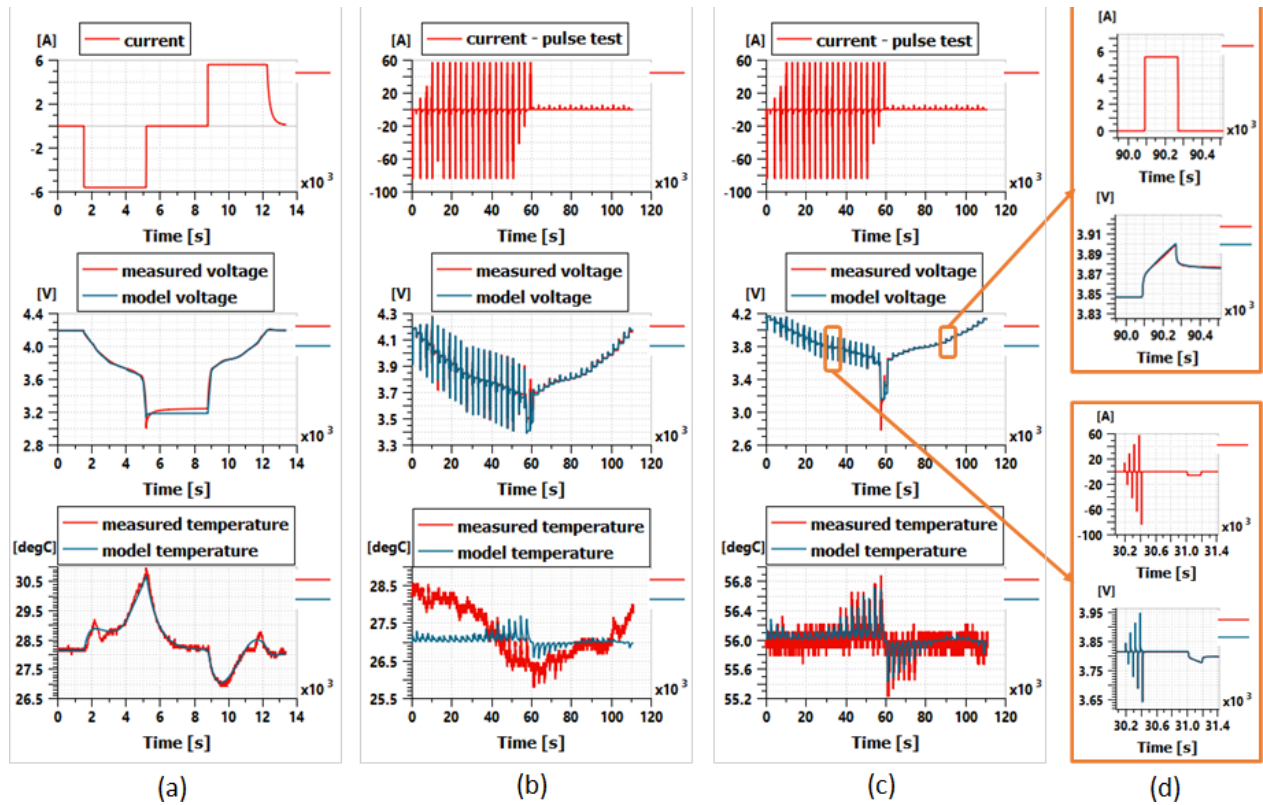 [A]
current
6
2
-2
-6
x10 3
0 2 4 6 8 10 12 14
Time [s]
measured voltage
model voltage
[V]
4.4
4.0
3.6
3.2
2.8
x10 3
0 2 4 6 8 10 12 14
Time [s]
measured temperature
model temperature
[degC]
30.5
29.5
28.5
27.5
26.5
x10 3
0 2 4 6 8 10 12 14
Time [s]
(a)
[A]
current - pulse test
60
20
-20
-60
-100
x10 3
0 20 40 60 80 100 120
Time [s]
measured voltage
model voltage
[V]
4.3
4.1
3.9
3.7
3.5
3.3
x10 3
0 20 40 60 80 100 120
Time [s]
measured temperature
model temperature
[degC]
28.5
27.5
26.5
25.5
x10 3
0 20 40 60 80 100 120
Time [s]
(b)
[A]
current - pulse test
60
20
-20
-60
-100
x10 3
0 20 40 60 80 100 120
Time [s]
measured voltage
model voltage
[V]
4.2
3.8
3.4
3.0
2.6
x10 3
0 20 40 60 80 100 120
Time [s]
measured temperature
model temperature
[degC]
56.8
56.4
56.0
55.6
55.2
x10 3
0 20 40 60 80 100 120
Time [s]
(c)
[A]
6
4
2
0
x10 3
90.0 90.2 90.4
Time [s]
[V]
3.91
3.89
3.87
3.85
3.83
x10 3
90.0 90.2 90.4
Time [s]
[A]
60
20
-20
-60
-100
x10 3
30.2 30.6 31.0 31.4
Time [s]
[V]
3.95
3.85
3.75
3.65
x10 3
30.2 30.6 31.0 31.4
Time [s]
(d)